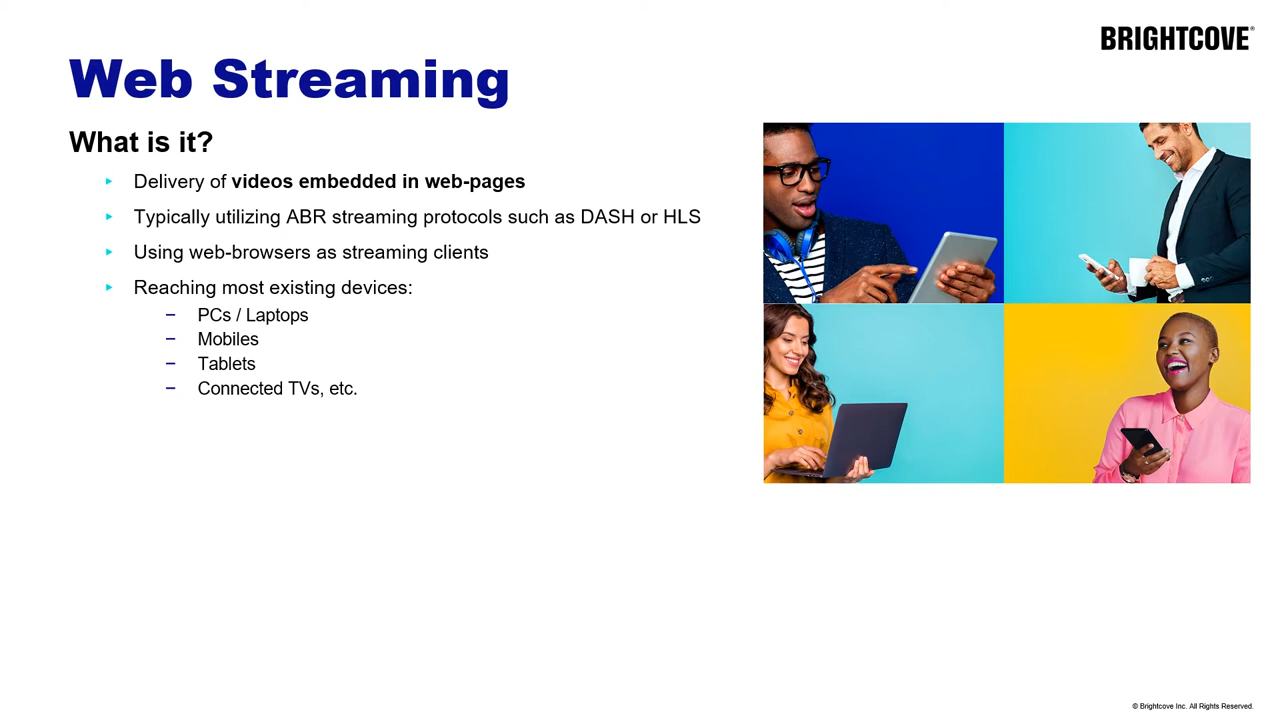 BRIGHTCOVE®
Web Streaming
What is it?
▸ Delivery of videos embedded in web-pages
▸ Typically utilizing ABR streaming protocols such as DASH or HLS
▸ Using web-browsers as streaming clients
▸ Reaching most existing devices:
– PCs / Laptops
– Mobiles
– Tablets
– Connected TVs, etc.
© Brightcove Inc. All Rights Reserved.